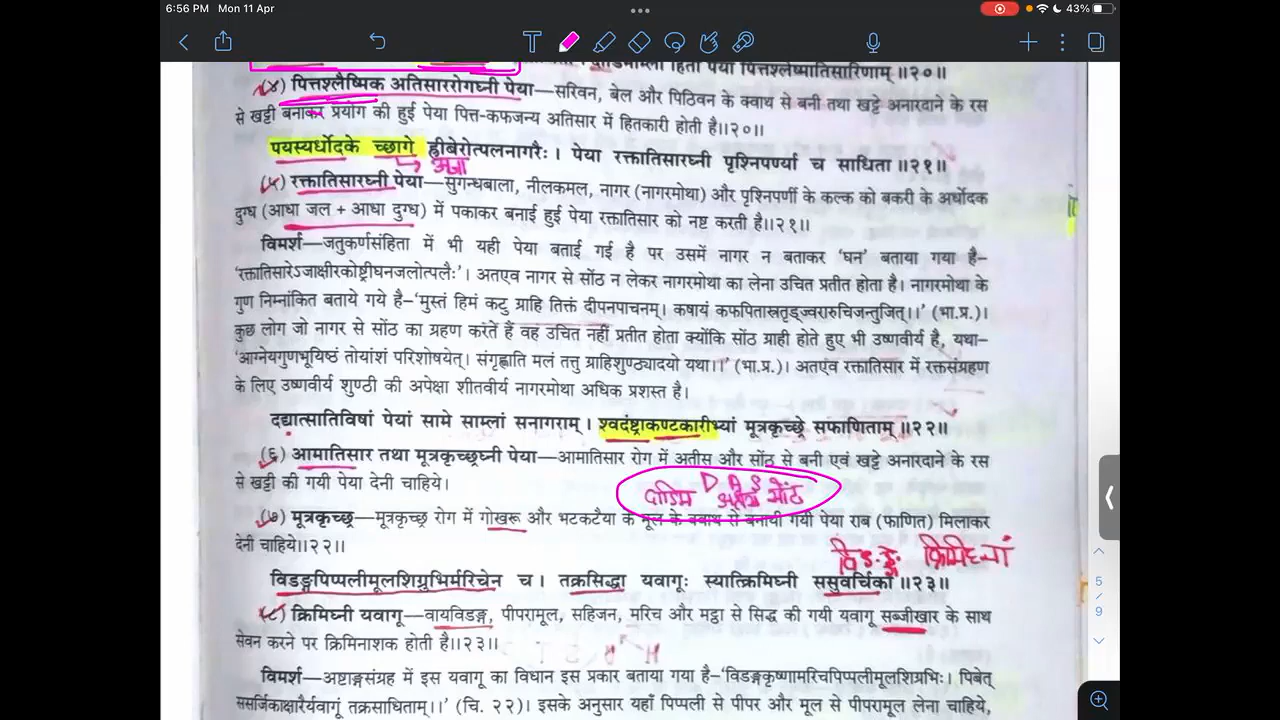 6:56 PM Mon 11 Apr
43%
दाडिमाम्ला हिता पेया पित्तश्लेष्मातिसारिणाम् ॥२०॥
(४) पित्तश्लैष्मिक अतिसाररोगघ्नी पेया—सरिवन, बेल और पिठिवन के क्वाथ से बनी तथा खट्टे अनारदाने के रस
से खट्टी बनाकर प्रयोग की हुई पेया पित्त-कफजन्य अतिसार में हितकारी होती है॥२०॥
पयस्यर्धोदके च्छागे ह्रीबेरोत्पलनागरैः । पेया रक्तातिसारघ्नी पृश्निपर्ण्या च साधिता ॥२१॥
अजा
(५) रक्तातिसारघ्नी पेया—सुगन्धबाला, नीलकमल, नागर (नागरमोथा) और पृश्निपर्णी के कल्क को बकरी के अर्धोदक
दुग्ध (आधा जल + आधा दुग्ध) में पकाकर बनाई हुई पेया रक्तातिसार को नष्ट करती है॥२१॥
विमर्श—जतुकर्णसंहिता में भी यही पेया बताई गई है पर उसमें नागर न बताकर ‘घन’ बताया गया है–
‘रक्तातिसारेऽजाक्षीरकोष्ट्रीघनजलोत्पलैः’। अतएव नागर से सोंठ न लेकर नागरमोथा का लेना उचित प्रतीत होता है। नागरमोथा के
गुण निम्नांकित बताये गये है–‘मुस्तं हिमं कटु ग्राहि तिक्तं दीपनपाचनम्। कषायं कफपितास्रतृड्ज्वरारुचिजन्तुजित्।।’ (भा.प्र.)।
कुछ लोग जो नागर से सोंठ का ग्रहण करतें हैं वह उचित नहीं प्रतीत होता क्योंकि सोंठ ग्राही होते हुए भी उष्णवीर्य है, यथा–
‘आग्नेयगुणभूयिष्ठं तोयांशं परिशोषयेत्। संगृह्णाति मलं तत्तु ग्राहिशुण्ठ्यादयो यथा।।’ (भा.प्र.)। अतएंव रक्तातिसार में रक्तसंग्रहण
के लिए उष्णवीर्य शुण्ठी की अपेक्षा शीतवीर्य नागरमोथा अधिक प्रशस्त है।
दद्यात्सातिविषां पेयां सामे साम्लां सनागराम् । श्वदंष्ट्राकण्टकारीभ्यां मूत्रकृच्छ्रे सफाणिताम् ॥२२॥
(६) आमातिसार तथा मूत्रकृच्छ्रघ्नी पेया—आमातिसार रोग में अतीस और सोंठ से बनी एवं खट्टे अनारदाने के रस
से खट्टी की गयी पेया देनी चाहिये।
D A S
दाडिम अतीस सोंठ
(७) मूत्रकृच्छ्र—मूत्रकृच्छ्र रोग में गोखरू और भटकटैया के मूल के क्वाथ से बनायी गयी पेया राब (फाणित) मिलाकर
देनी चाहिये॥२२॥
विडङ्ग क्रिमिघ्नां
विडङ्गपिप्पलीमूलशिग्रुभिर्मरिचेन च । तक्रसिद्धा यवागूः स्यात्क्रिमिघ्नी ससुवर्चिका ॥२३॥
(८) क्रिमिघ्नी यवागू—वायविडङ्ग, पीपरामूल, सहिजन, मरिच और मट्ठा से सिद्ध की गयी यवागू सब्जीखार के साथ
सेवन करने पर क्रिमिनाशक होती है॥२३॥
विमर्श—अष्टाङ्गसंग्रह में इस यवागू का विधान इस प्रकार बताया गया है–‘विडङ्गकृष्णामरिचपिप्पलीमूलशिग्रभिः। पिबेत्
ससर्जिकाक्षारैर्यवागूं तक्रसाधिताम्।।’ (चि. २२)। इसके अनुसार यहाँ पिप्पली से पीपर और मूल से पीपरामूल लेना चाहिये,
5
/
9